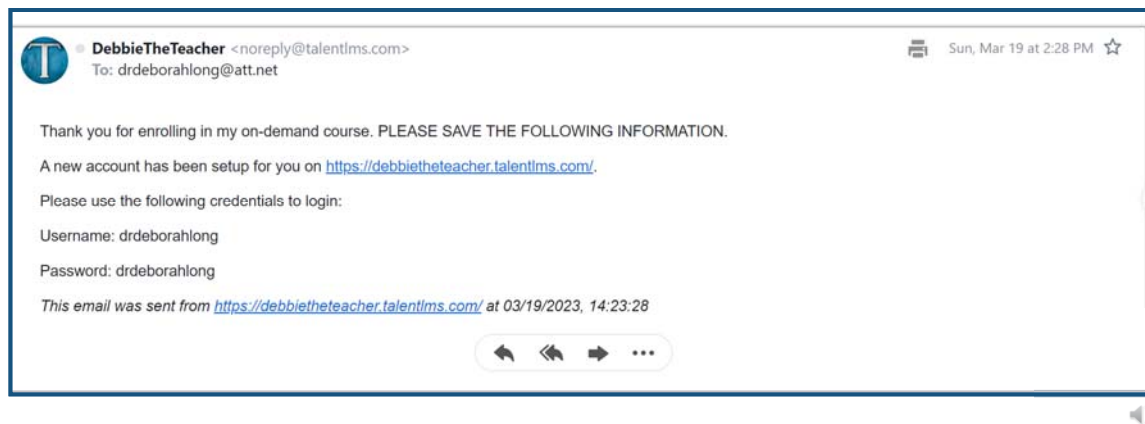 T
DebbieTheTeacher <noreply@talentlms.com>
Sun, Mar 19 at 2:28 PM
To: drdeborahlong@att.net
Thank you for enrolling in my on-demand course. PLEASE SAVE THE FOLLOWING INFORMATION.
A new account has been setup for you on https://debbietheteacher.talentlms.com/.
Please use the following credentials to login:
Username: drdeborahlong
Password: drdeborahlong
This email was sent from https://debbietheteacher.talentlms.com/ at 03/19/2023, 14:23:28